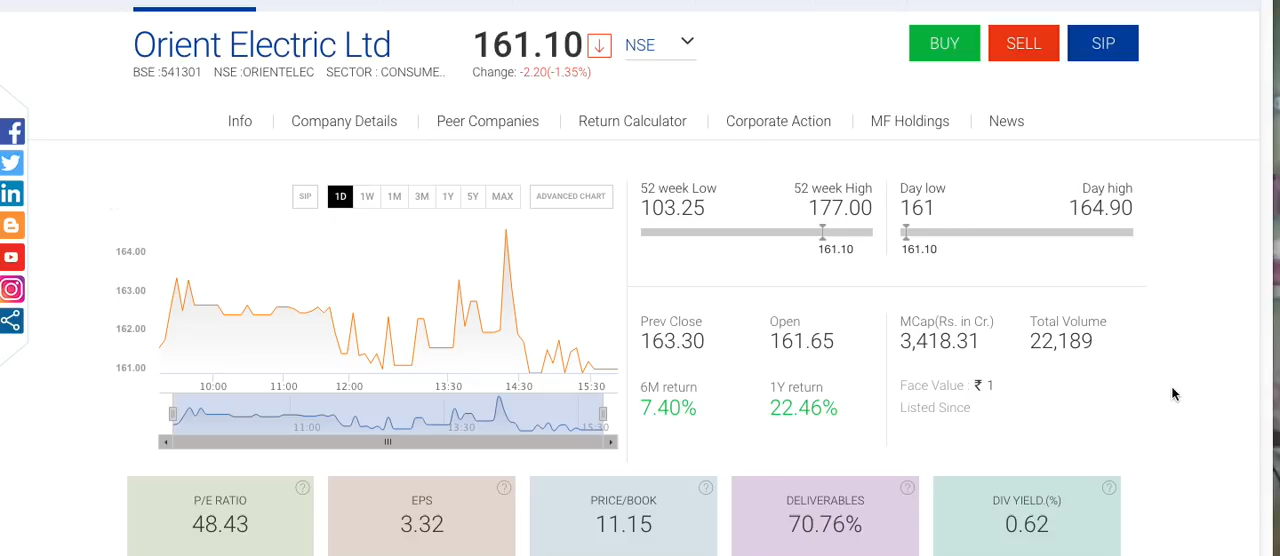 Orient Electric Ltd
161.10
NSE
BUY
SELL
SIP
BSE :541301 NSE :ORIENTELEC SECTOR : CONSUME..
Change: -2.20(-1.35%)
Info
Company Details
Peer Companies
Return Calculator
Corporate Action
MF Holdings
News
SIP
1D
1W
1M
3M
1Y
5Y
MAX
ADVANCED CHART
164.00
163.00
162.00
161.00
10:00
11:00
12:00
13:30
14:30
15:30
11:00
13:30
15:30
52 week Low
103.25
52 week High
177.00
161.10
Day low
161
Day high
164.90
161.10
Prev Close
163.30
Open
161.65
MCap(Rs. in Cr.)
3,418.31
Total Volume
22,189
6M return
7.40%
1Y return
22.46%
Face Value ₹ 1
Listed Since
P/E RATIO
48.43
EPS
3.32
PRICE/BOOK
11.15
DELIVERABLES
70.76%
DIV YIELD.(%)
0.62